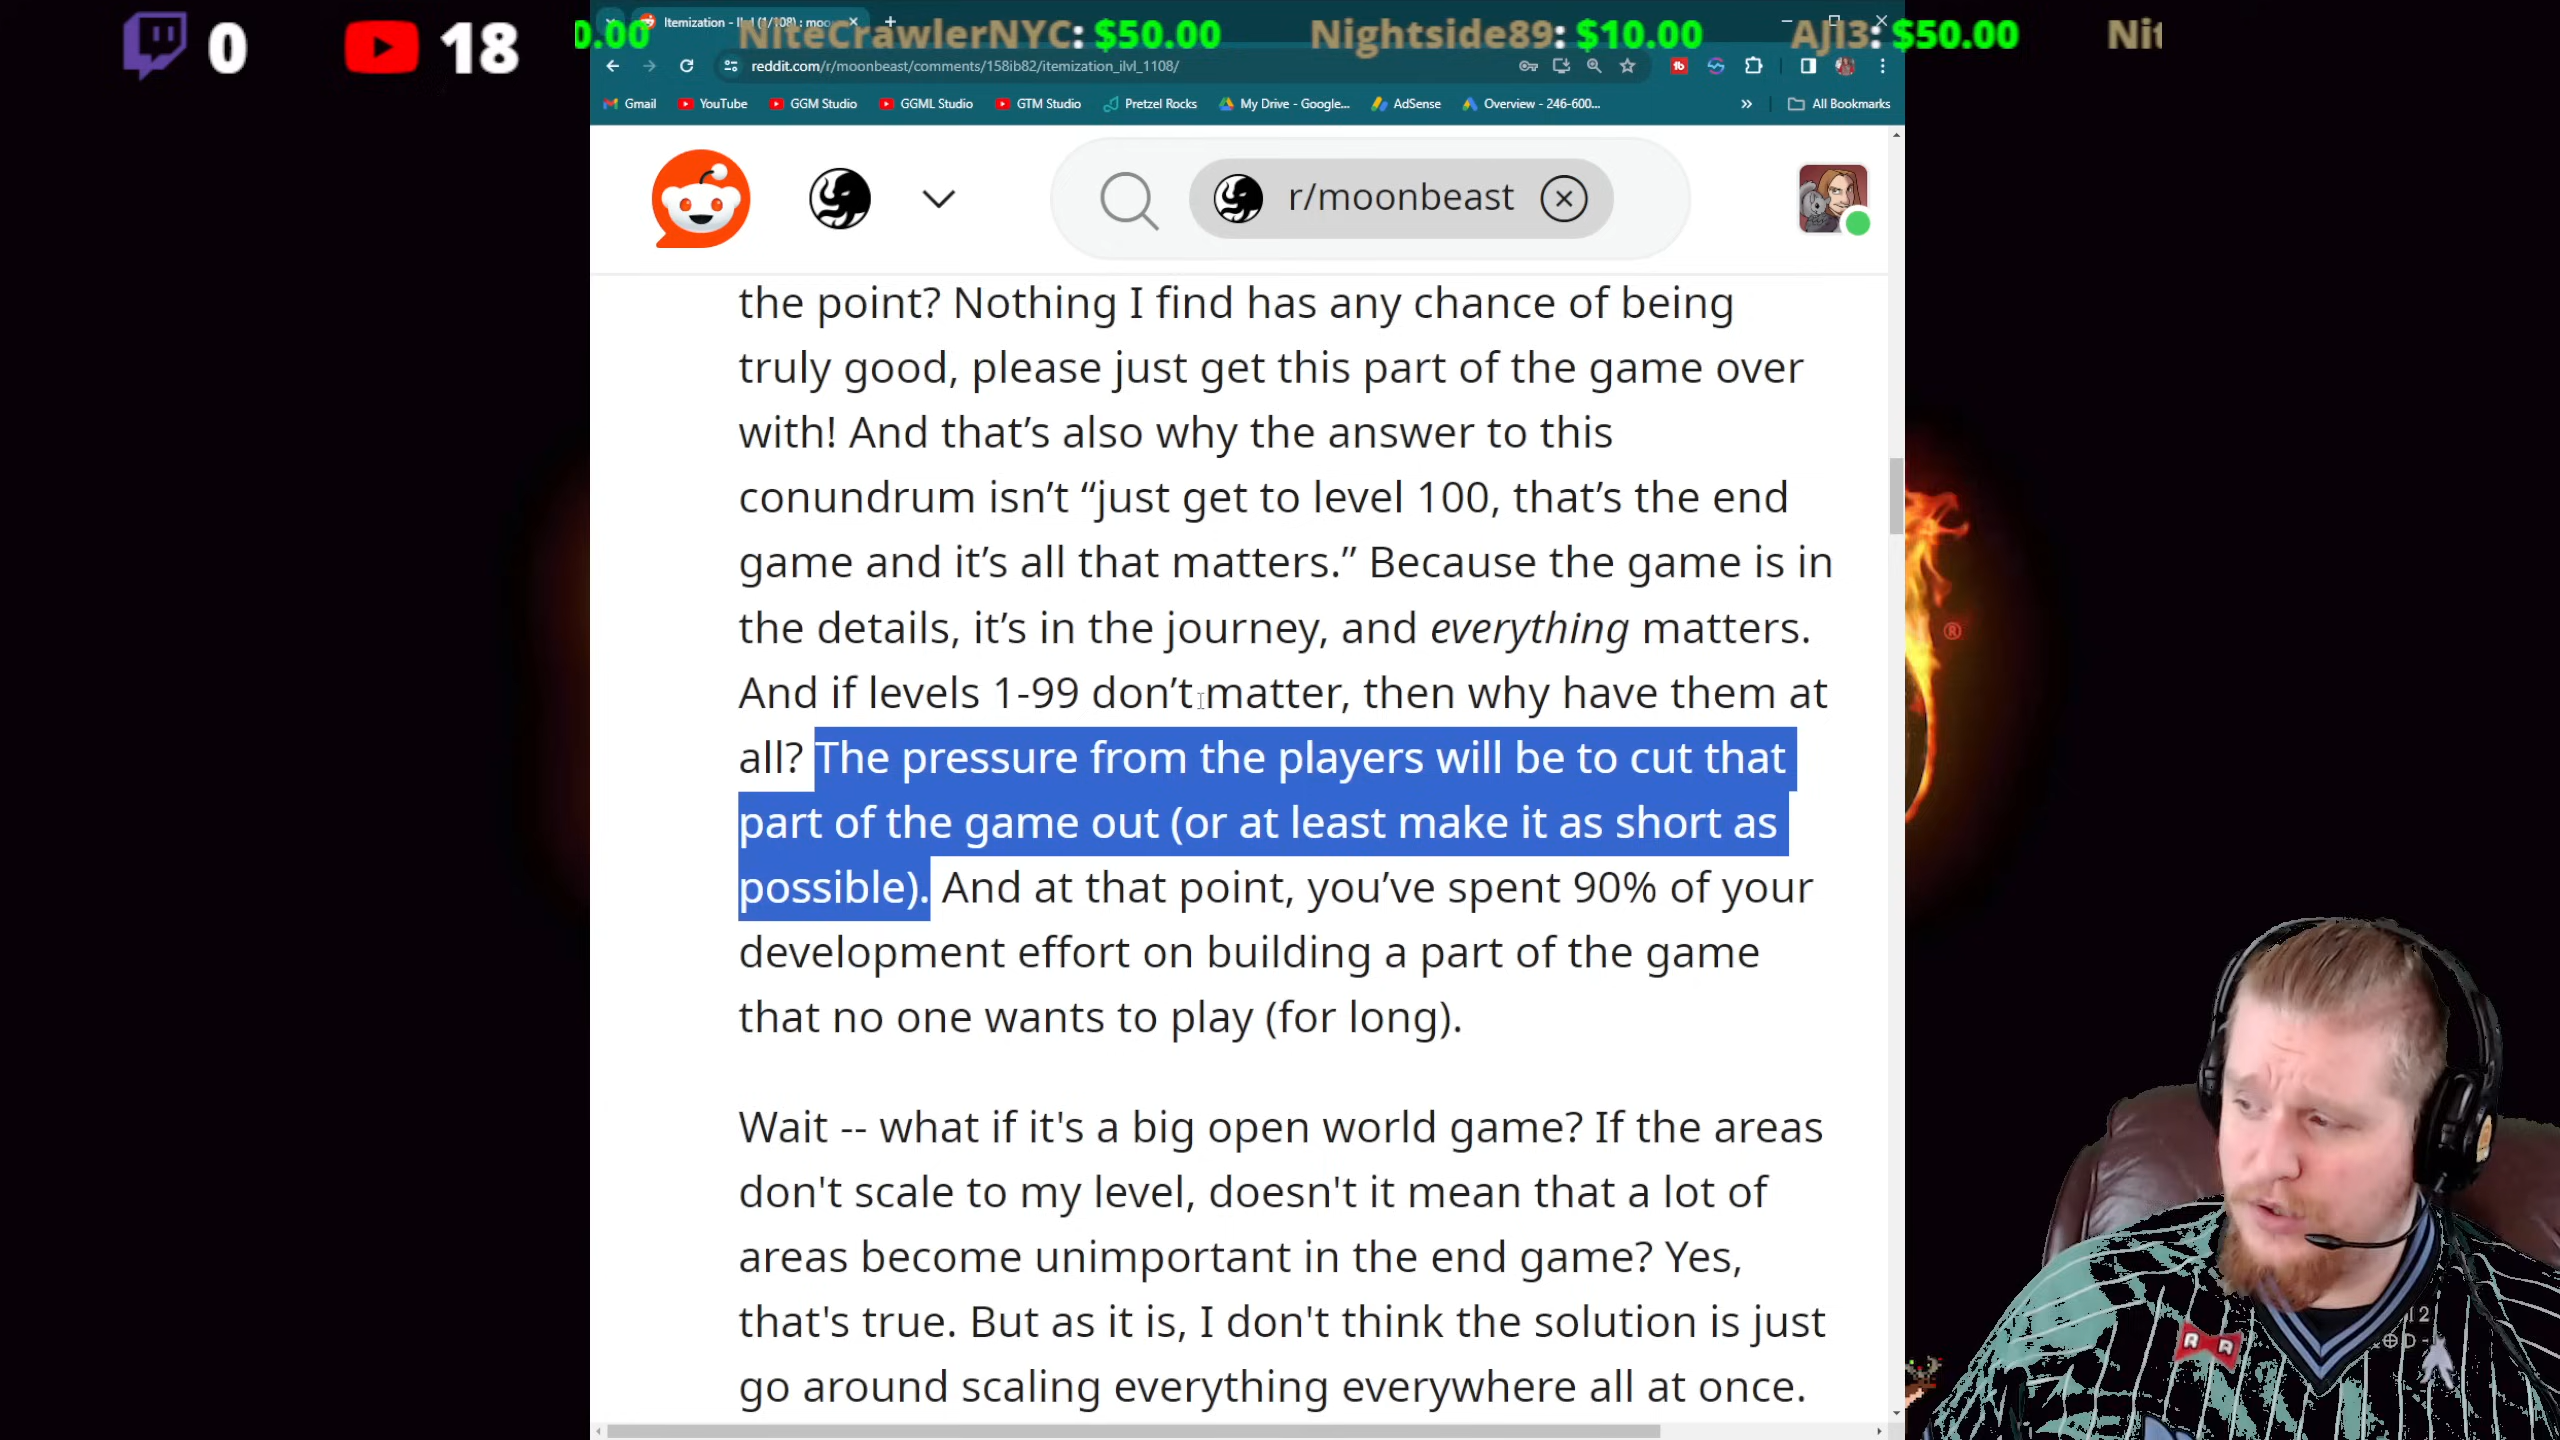 0
18
0.00 NiteCrawlerNYC: $50.00 Nightside89: $10.00 AJ13: $50.00 Nit
Itemization - ilvl (1/108) : moo
reddit.com/r/moonbeast/comments/158ib82/itemization_ilvl_1108/
Gmail YouTube GGM Studio GGML Studio GTM Studio Pretzel Rocks My Drive - Google... AdSense Overview - 246-600... » All Bookmarks
r/moonbeast
the point? Nothing I find has any chance of being
truly good, please just get this part of the game over
with! And that’s also why the answer to this
conundrum isn’t “just get to level 100, that’s the end
game and it’s all that matters.” Because the game is in
the details, it’s in the journey, and everything matters.
And if levels 1-99 don’t matter, then why have them at
all? The pressure from the players will be to cut that
part of the game out (or at least make it as short as
possible). And at that point, you’ve spent 90% of your
development effort on building a part of the game
that no one wants to play (for long).
Wait -- what if it's a big open world game? If the areas
don't scale to my level, doesn't it mean that a lot of
areas become unimportant in the end game? Yes,
that's true. But as it is, I don't think the solution is just
go around scaling everything everywhere all at once.
®
R R